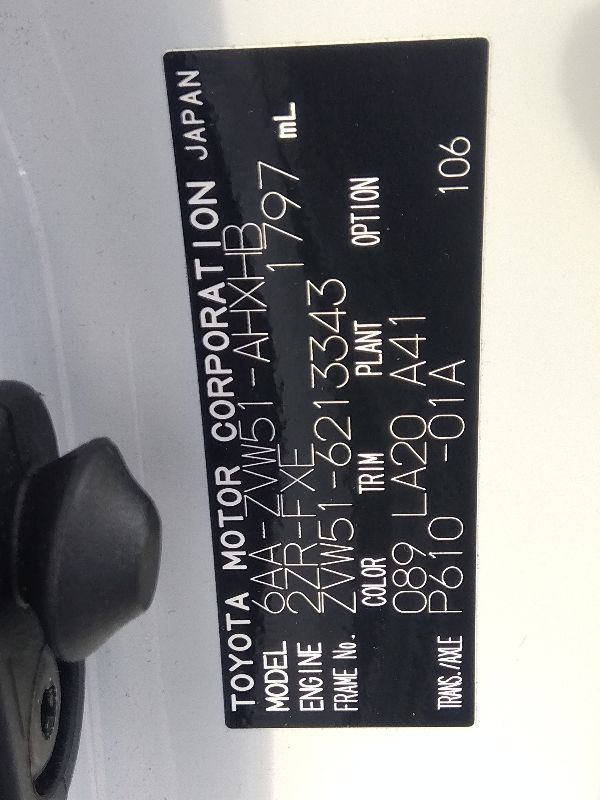 TOYOTA MOTOR CORPORATION JAPAN
MODEL 6AA-ZVW51-AHXHB
ENGINE 2ZR-FXE 1797 mL
FRAME No. ZVW51-6213343
COLOR TRIM PLANT OPTION
089 LA20 A41
TRANS./AXLE P610 -01A 106